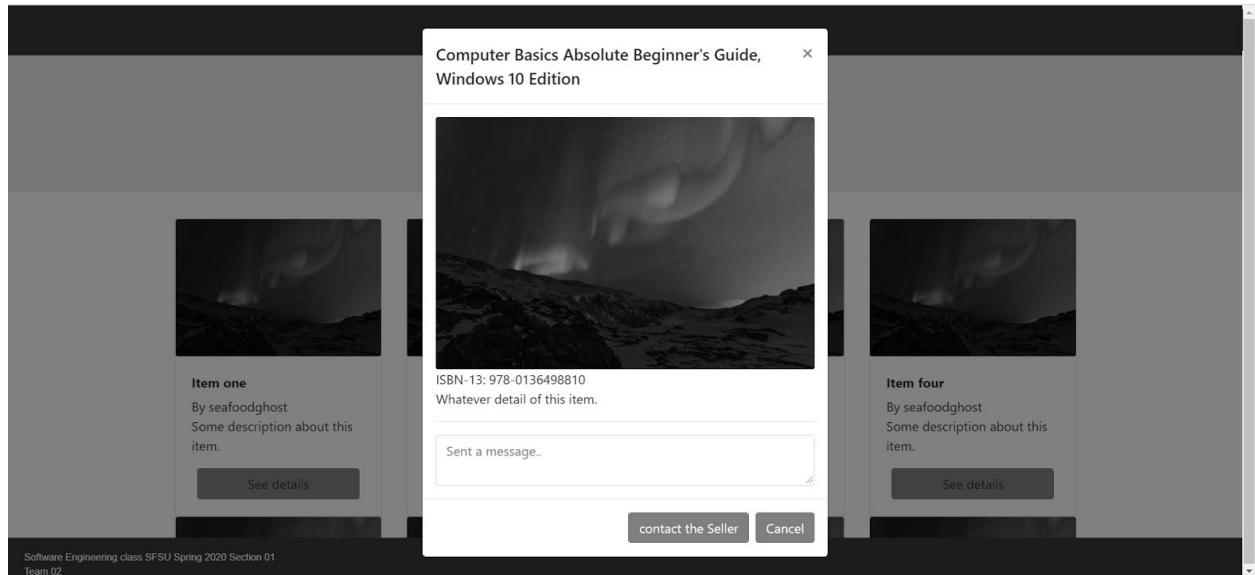 Computer Basics Absolute Beginner's Guide,
Windows 10 Edition
×
ISBN-13: 978-0136498810
Whatever detail of this item.
Sent a message..
contact the Seller
Cancel
Item one
By seafoodghost
Some description about this
item.
See details
Item four
By seafoodghost
Some description about this
item.
See details
Software Engineering class SFSU Spring 2020 Section 01
Team 02